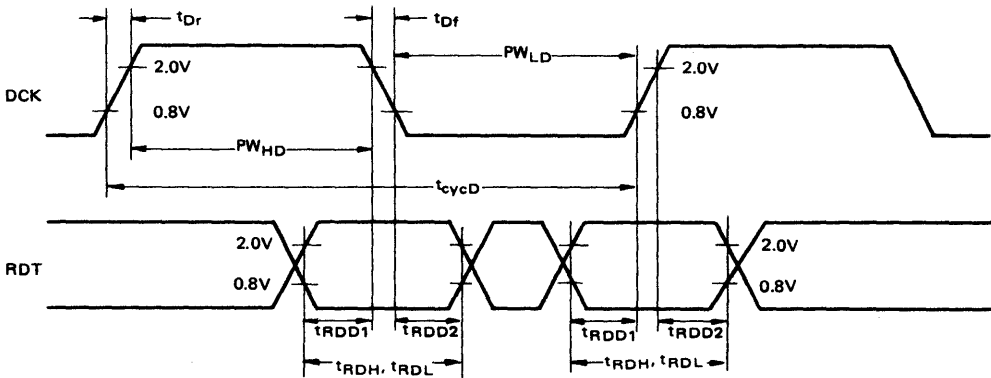 tDr
tDf
PWLD
DCK
2.0V
2.0V
0.8V
0.8V
PWHD
tcycD
RDT
2.0V
2.0V
0.8V
0.8V
tRDD1
tRDD2
tRDD1
tRDD2
tRDH, tRDL
tRDH, tRDL